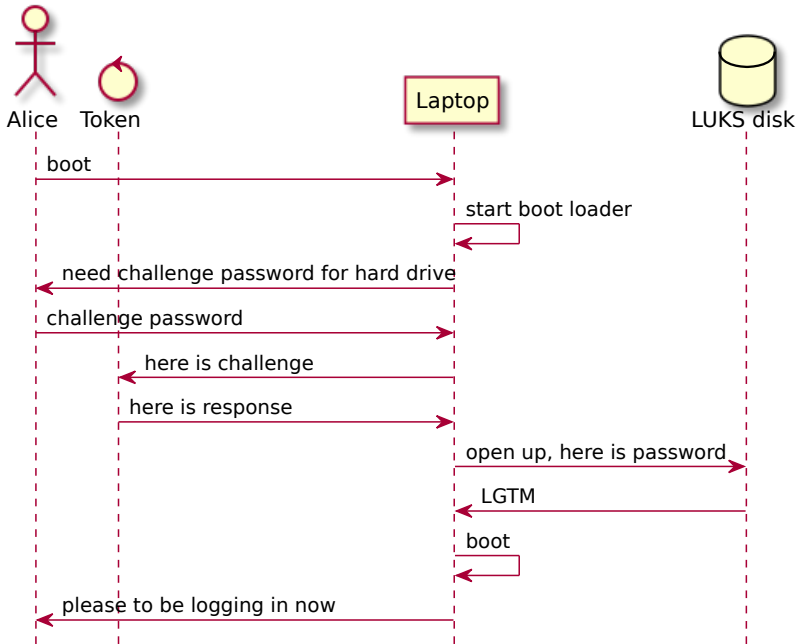 Alice
Token
Laptop
LUKS disk
boot
start boot loader
need challenge password for hard drive
challenge password
here is challenge
here is response
open up, here is password
LGTM
boot
please to be logging in now